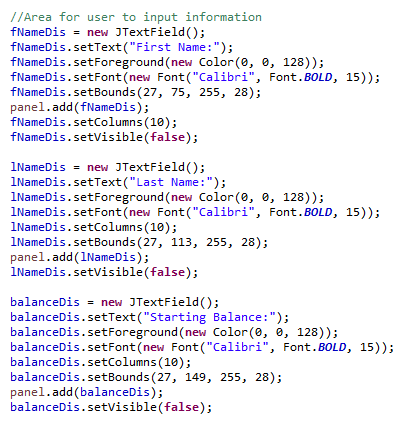 //Area for user to input information
fNameDis = new JTextField();
fNameDis.setText("First Name:");
fNameDis.setForeground(new Color(0, 0, 128));
fNameDis.setFont(new Font("Calibri", Font.BOLD, 15));
fNameDis.setBounds(27, 75, 255, 28);
panel.add(fNameDis);
fNameDis.setColumns(10);
fNameDis.setVisible(false);

lNameDis = new JTextField();
lNameDis.setText("Last Name:");
lNameDis.setForeground(new Color(0, 0, 128));
lNameDis.setFont(new Font("Calibri", Font.BOLD, 15));
lNameDis.setColumns(10);
lNameDis.setBounds(27, 113, 255, 28);
panel.add(lNameDis);
lNameDis.setVisible(false);

balanceDis = new JTextField();
balanceDis.setText("Starting Balance:");
balanceDis.setForeground(new Color(0, 0, 128));
balanceDis.setFont(new Font("Calibri", Font.BOLD, 15));
balanceDis.setColumns(10);
balanceDis.setBounds(27, 149, 255, 28);
panel.add(balanceDis);
balanceDis.setVisible(false);